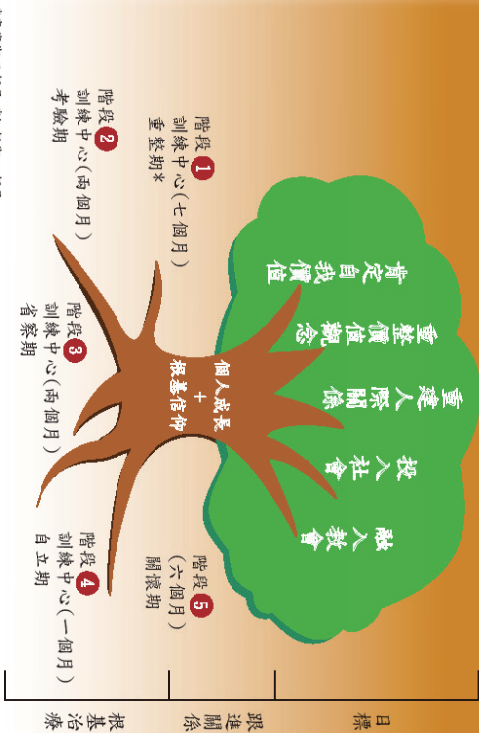 肯定自我價值
重整價值觀念
重建人際關係
投入社會
融入教會
個人成長
+
根基信仰
階段 1
訓練中心(七個月)
重整期*
階段 2
訓練中心(兩個月)
考驗期
階段 3
訓練中心(兩個月)
省察期
階段 4
訓練中心(一個月)
自立期
階段 5
(六個月)
關懷期
目標
跟進關係
根基治療